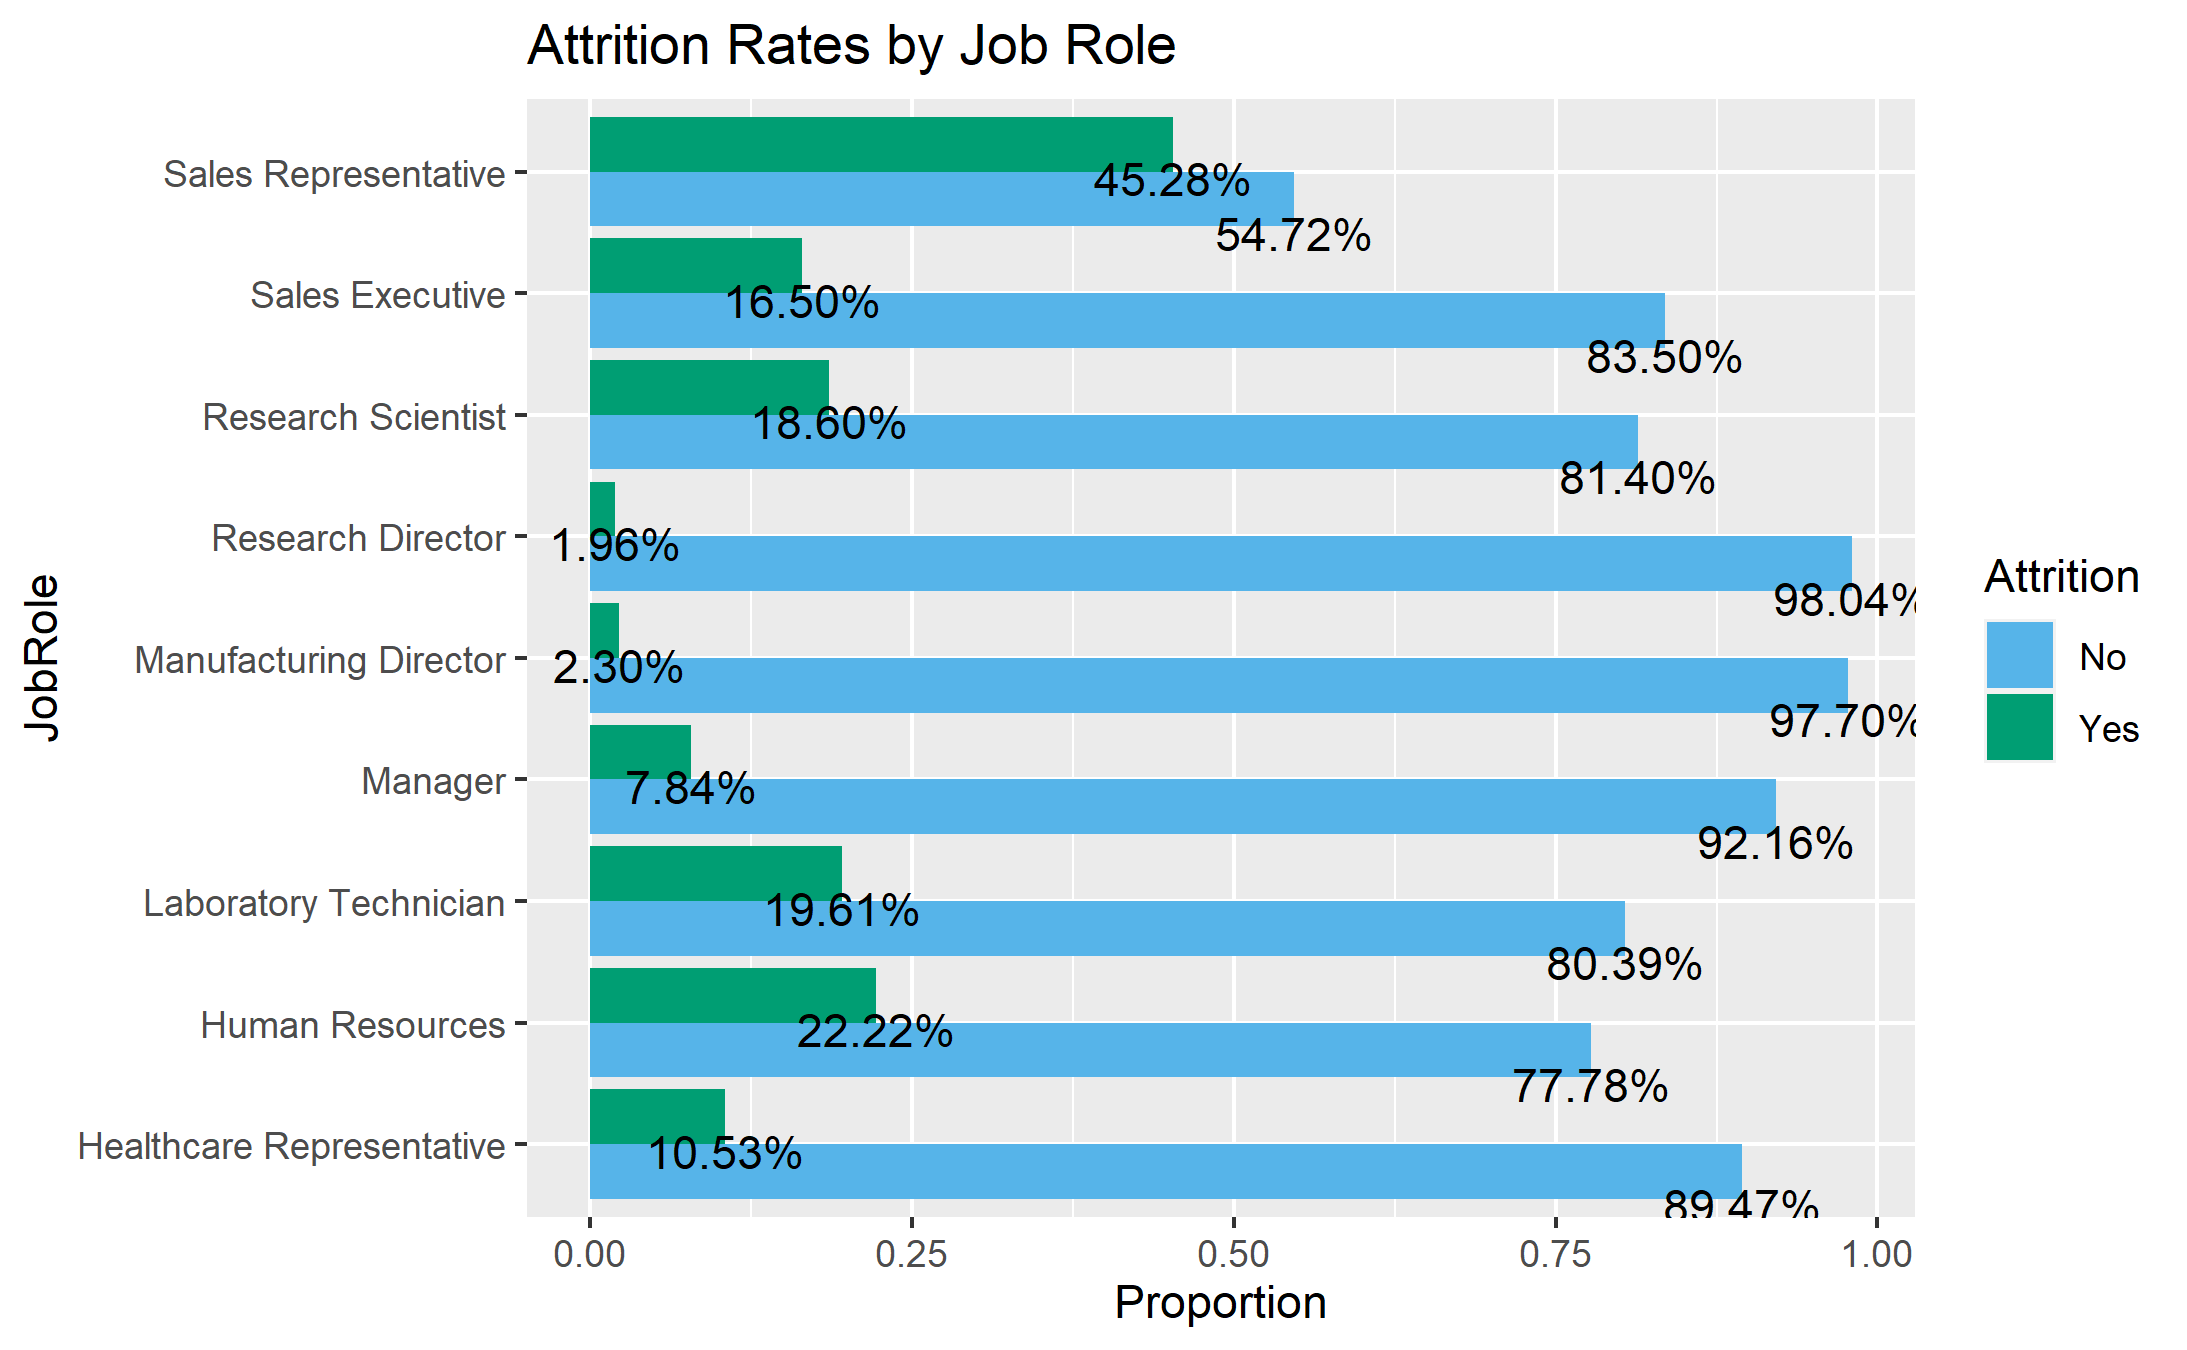 Attrition Rates by Job Role
Sales Representative
45.28%
54.72%
Sales Executive
16.50%
83.50%
Research Scientist
18.60%
81.40%
Research Director
1.96%
98.04%
Manufacturing Director
2.30%
97.70%
Manager
7.84%
92.16%
Laboratory Technician
19.61%
80.39%
Human Resources
22.22%
77.78%
Healthcare Representative
10.53%
89.47%
0.00 0.25 0.50 0.75 1.00
Proportion
JobRole
Attrition
No
Yes